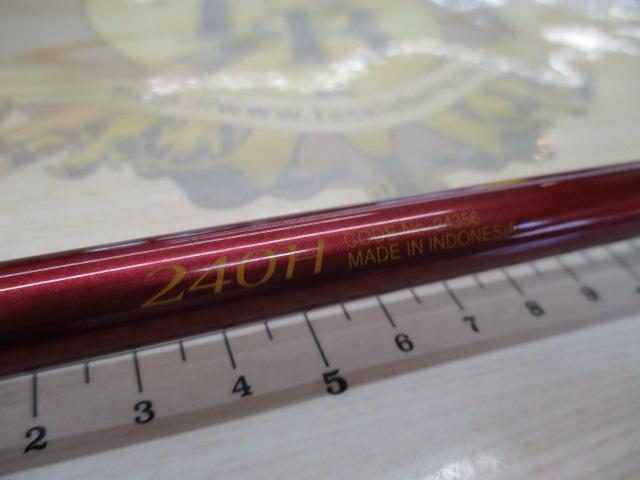 240H
CODE No. 24356
MADE IN INDONESIA
2 3 4 5 6 7 8 9